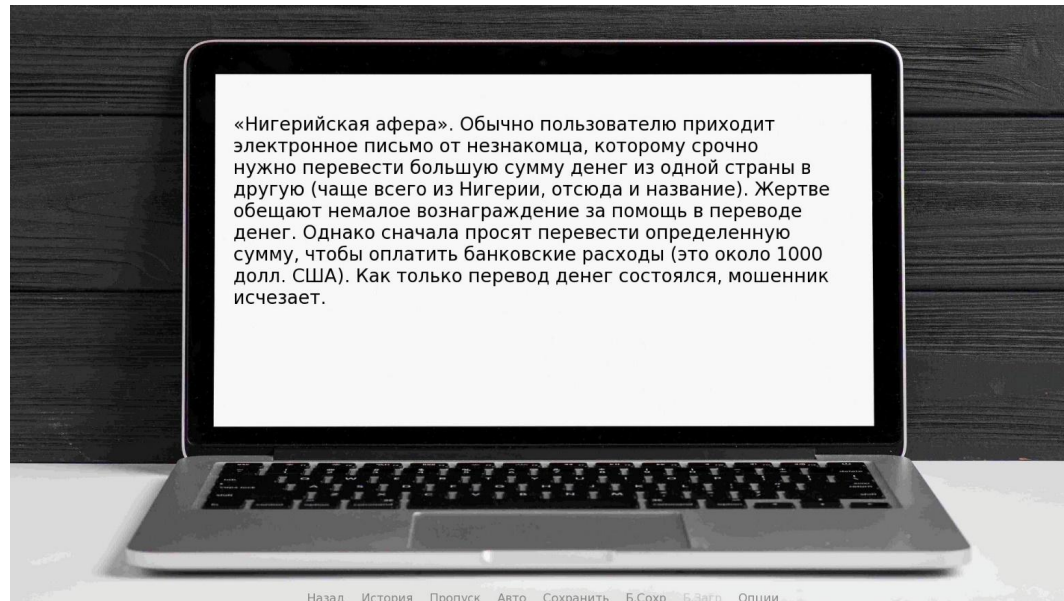 «Нигерийская афера». Обычно пользователю приходит
электронное письмо от незнакомца, которому срочно
нужно перевести большую сумму денег из одной страны в
другую (чаще всего из Нигерии, отсюда и название). Жертве
обещают немалое вознаграждение за помощь в переводе
денег. Однако сначала просят перевести определенную
сумму, чтобы оплатить банковские расходы (это около 1000
долл. США). Как только перевод денег состоялся, мошенник
исчезает.
Назад История Пропуск Авто Сохранить Б.Сохр Б.Загр Опции